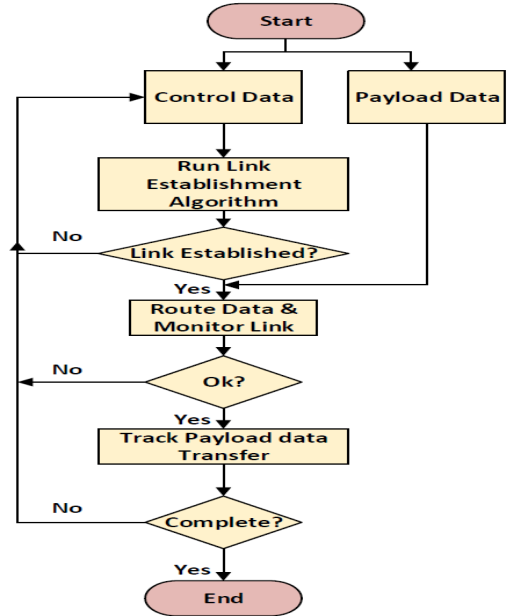 Start
Control Data
Payload Data
Run Link
Establishment
Algorithm
No
Link Established?
Yes
Route Data &
Monitor Link
No
Ok?
Yes
Track Payload data
Transfer
No
Complete?
Yes
End